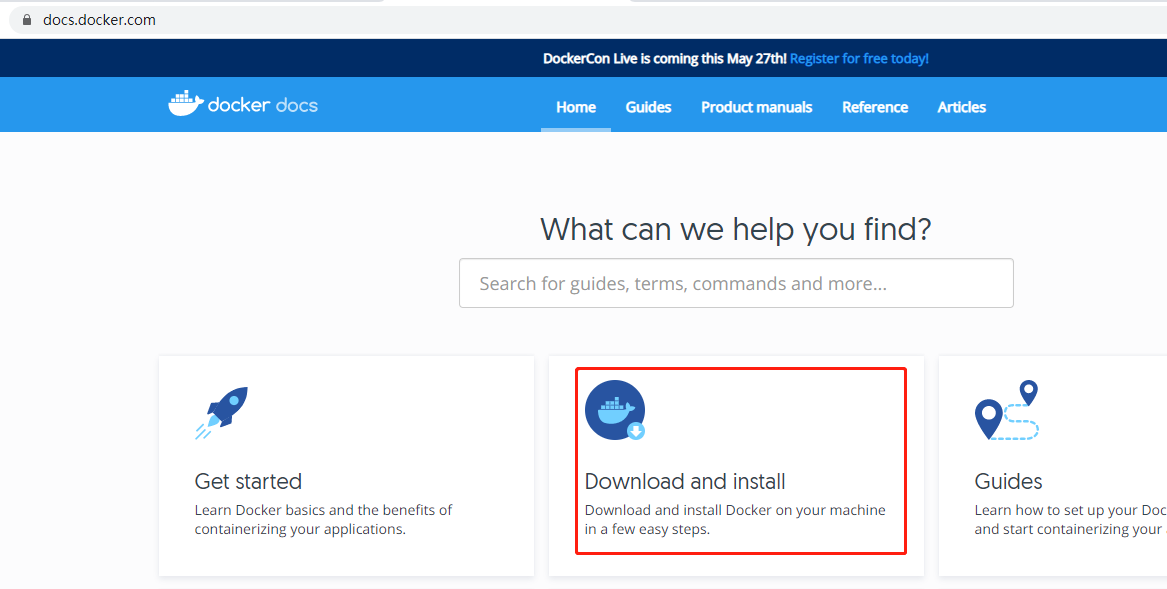 docs.docker.com
DockerCon Live is coming this May 27th! Register for free today!
docker docs
Home Guides Product manuals Reference Articles
What can we help you find?
Search for guides, terms, commands and more...
Get started
Learn Docker basics and the benefits of
containerizing your applications.
Download and install
Download and install Docker on your machine
in a few easy steps.
Guides
Learn how to set up your Doc
and start containerizing your